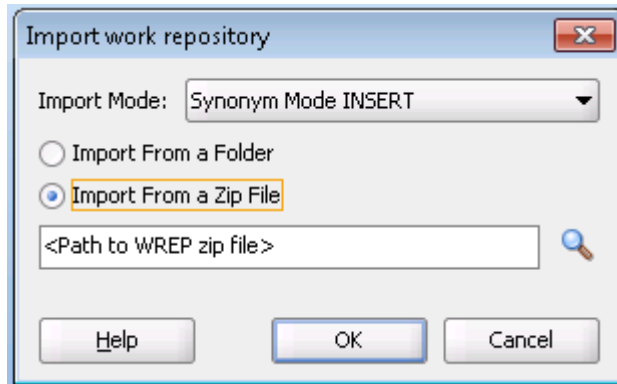 Import work repository
Import Mode: Synonym Mode INSERT
Import From a Folder
Import From a Zip File
<Path to WREP zip file>
Help OK Cancel